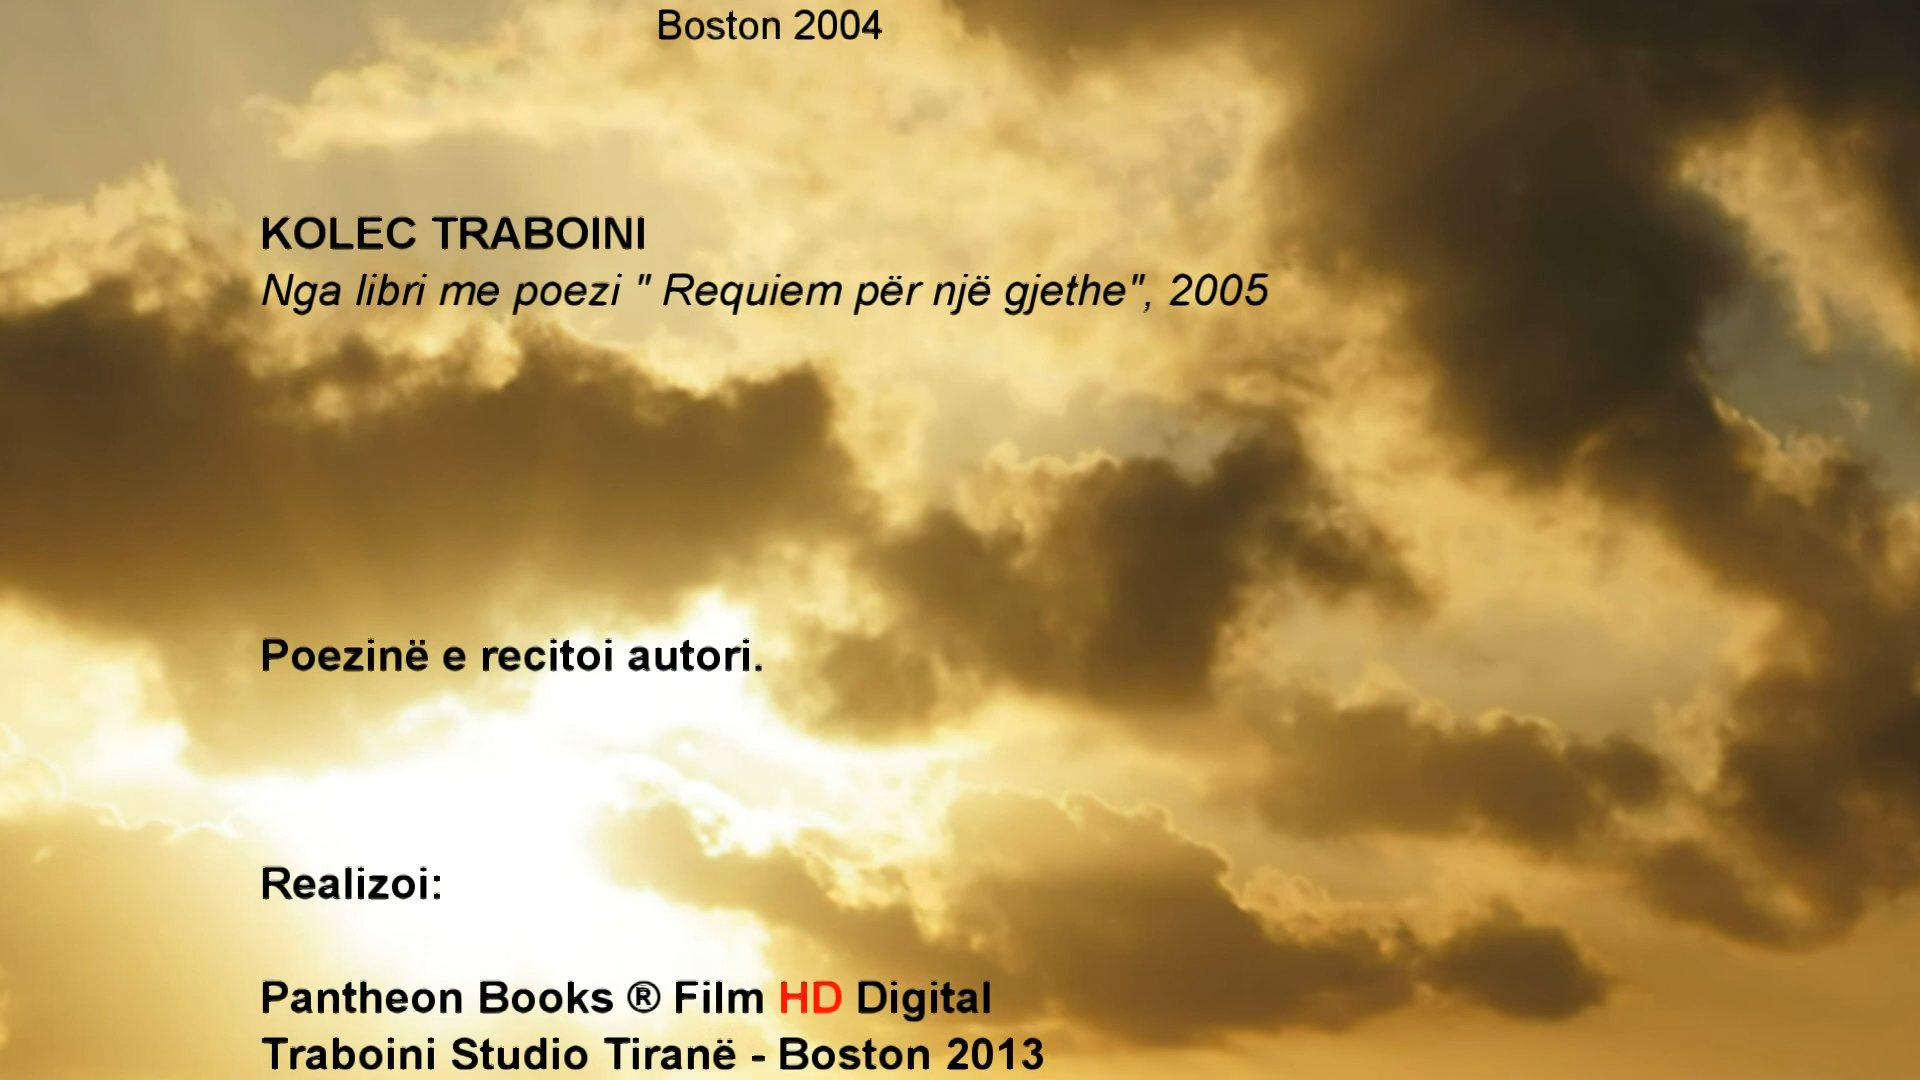 Boston 2004
KOLEC TRABOINI
Nga libri me poezi " Requiem për një gjethe", 2005
Poezinë e recitoi autori.
Realizoi:
Pantheon Books ® Film HD Digital
Traboini Studio Tiranë - Boston 2013